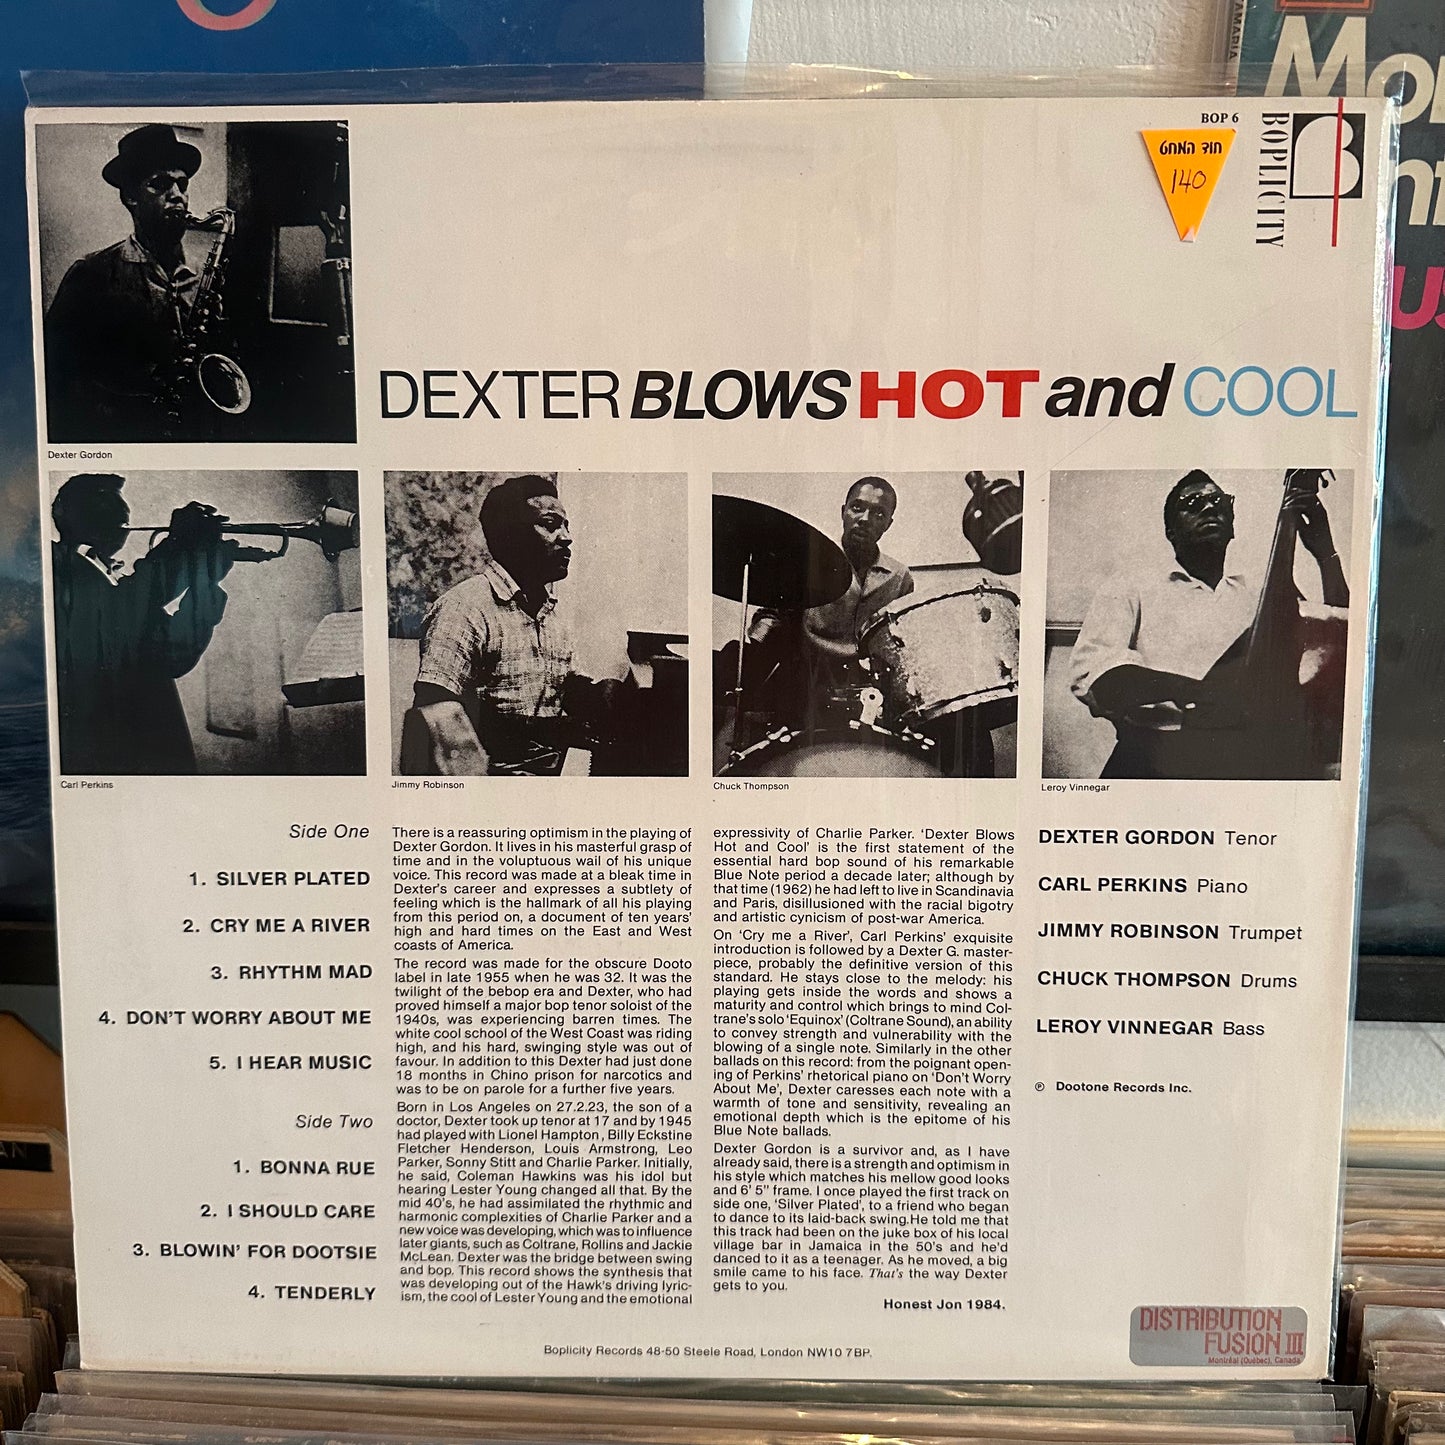 BOP 6
BOPLICITY
B
חוד המחט
140
DEXTER BLOWS HOT and COOL
Dexter Gordon
Carl Perkins
Jimmy Robinson
Chuck Thompson
Leroy Vinnegar
Side One
1. SILVER PLATED
2. CRY ME A RIVER
3. RHYTHM MAD
4. DON'T WORRY ABOUT ME
5. I HEAR MUSIC
Side Two
1. BONNA RUE
2. I SHOULD CARE
3. BLOWIN' FOR DOOTSIE
4. TENDERLY
There is a reassuring optimism in the playing of
Dexter Gordon. It lives in his masterful grasp of
time and in the voluptuous wail of his unique
voice. This record was made at a bleak time in
Dexter's career and expresses a subtlety of
feeling which is the hallmark of all his playing
from this period on, a document of ten years'
high and hard times on the East and West
coasts of America.
The record was made for the obscure Dooto
label in late 1955 when he was 32. It was the
twilight of the bebop era and Dexter, who had
proved himself a major bop tenor soloist of the
1940s, was experiencing barren times. The
white cool school of the West Coast was riding
high, and his hard, swinging style was out of
favour. In addition to this Dexter had just done
18 months in Chino prison for narcotics and
was to be on parole for a further five years.
Born in Los Angeles on 27.2.23, the son of a
doctor, Dexter took up tenor at 17 and by 1945
had played with Lionel Hampton, Billy Eckstine
Fletcher Henderson, Louis Armstrong, Leo
Parker, Sonny Stitt and Charlie Parker. Initially,
he said, Coleman Hawkins was his idol but
hearing Lester Young changed all that. By the
mid 40's, he had assimilated the rhythmic and
harmonic complexities of Charlie Parker and a
new voice was developing, which was to influence
later giants, such as Coltrane, Rollins and Jackie
McLean. Dexter was the bridge between swing
and bop. This record shows the synthesis that
was developing out of the Hawk's driving lyric-
ism, the cool of Lester Young and the emotional
expressivity of Charlie Parker. 'Dexter Blows
Hot and Cool' is the first statement of the
essential hard bop sound of his remarkable
Blue Note period a decade later; although by
that time (1962) he had left to live in Scandinavia
and Paris, disillusioned with the racial bigotry
and artistic cynicism of post-war America.
On 'Cry me a River', Carl Perkins' exquisite
introduction is followed by a Dexter G. master-
piece, probably the definitive version of this
standard. He stays close to the melody: his
playing gets inside the words and shows a
maturity and control which brings to mind Col-
trane's solo 'Equinox' (Coltrane Sound), an ability
to convey strength and vulnerability with the
blowing of a single note. Similarly in the other
ballads on this record: from the poignant open-
ing of Perkins' rhetorical piano on 'Don't Worry
About Me', Dexter caresses each note with a
warmth of tone and sensitivity, revealing an
emotional depth which is the epitome of his
Blue Note ballads.
Dexter Gordon is a survivor and, as I have
already said, there is a strength and optimism in
his style which matches his mellow good looks
and 6' 5" frame. I once played the first track on
side one, 'Silver Plated', to a friend who began
to dance to its laid-back swing. He told me that
this track had been on the juke box of his local
village bar in Jamaica in the 50's and he'd
danced to it as a teenager. As he moved, a big
smile came to his face. That's the way Dexter
gets to you.
Honest Jon 1984.
DEXTER GORDON Tenor
CARL PERKINS Piano
JIMMY ROBINSON Trumpet
CHUCK THOMPSON Drums
LEROY VINNEGAR Bass
℗ Dootone Records Inc.
Boplicity Records 48-50 Steele Road, London NW10 7BP.
DISTRIBUTION
FUSION III
Montréal (Québec), Canada